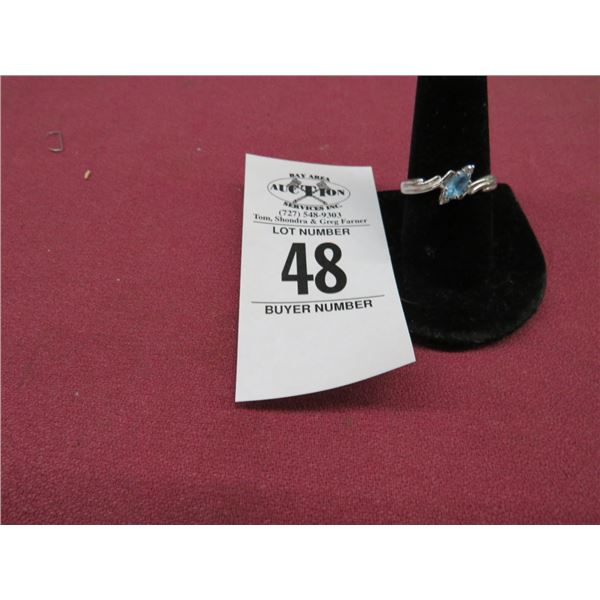 BAY AREA
AUCTION
SERVICES INC.
(727) 548-9303
Tom, Shondra & Greg Farner
LOT NUMBER
48
BUYER NUMBER